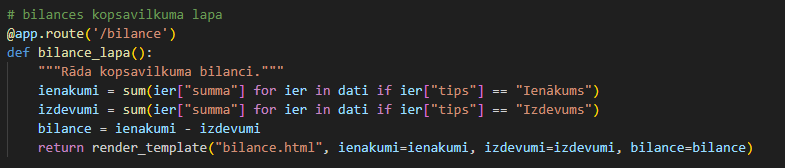 # bilances kopsavilkuma lapa
@app.route('/bilance')
def bilance_lapa():
    """Rāda kopsavilkuma bilanci."""
    ienakumi = sum(ier["summa"] for ier in dati if ier["tips"] == "Ienākums")
    izdevumi = sum(ier["summa"] for ier in dati if ier["tips"] == "Izdevums")
    bilance = ienakumi - izdevumi
    return render_template("bilance.html", ienakumi=ienakumi, izdevumi=izdevumi, bilance=bilance)